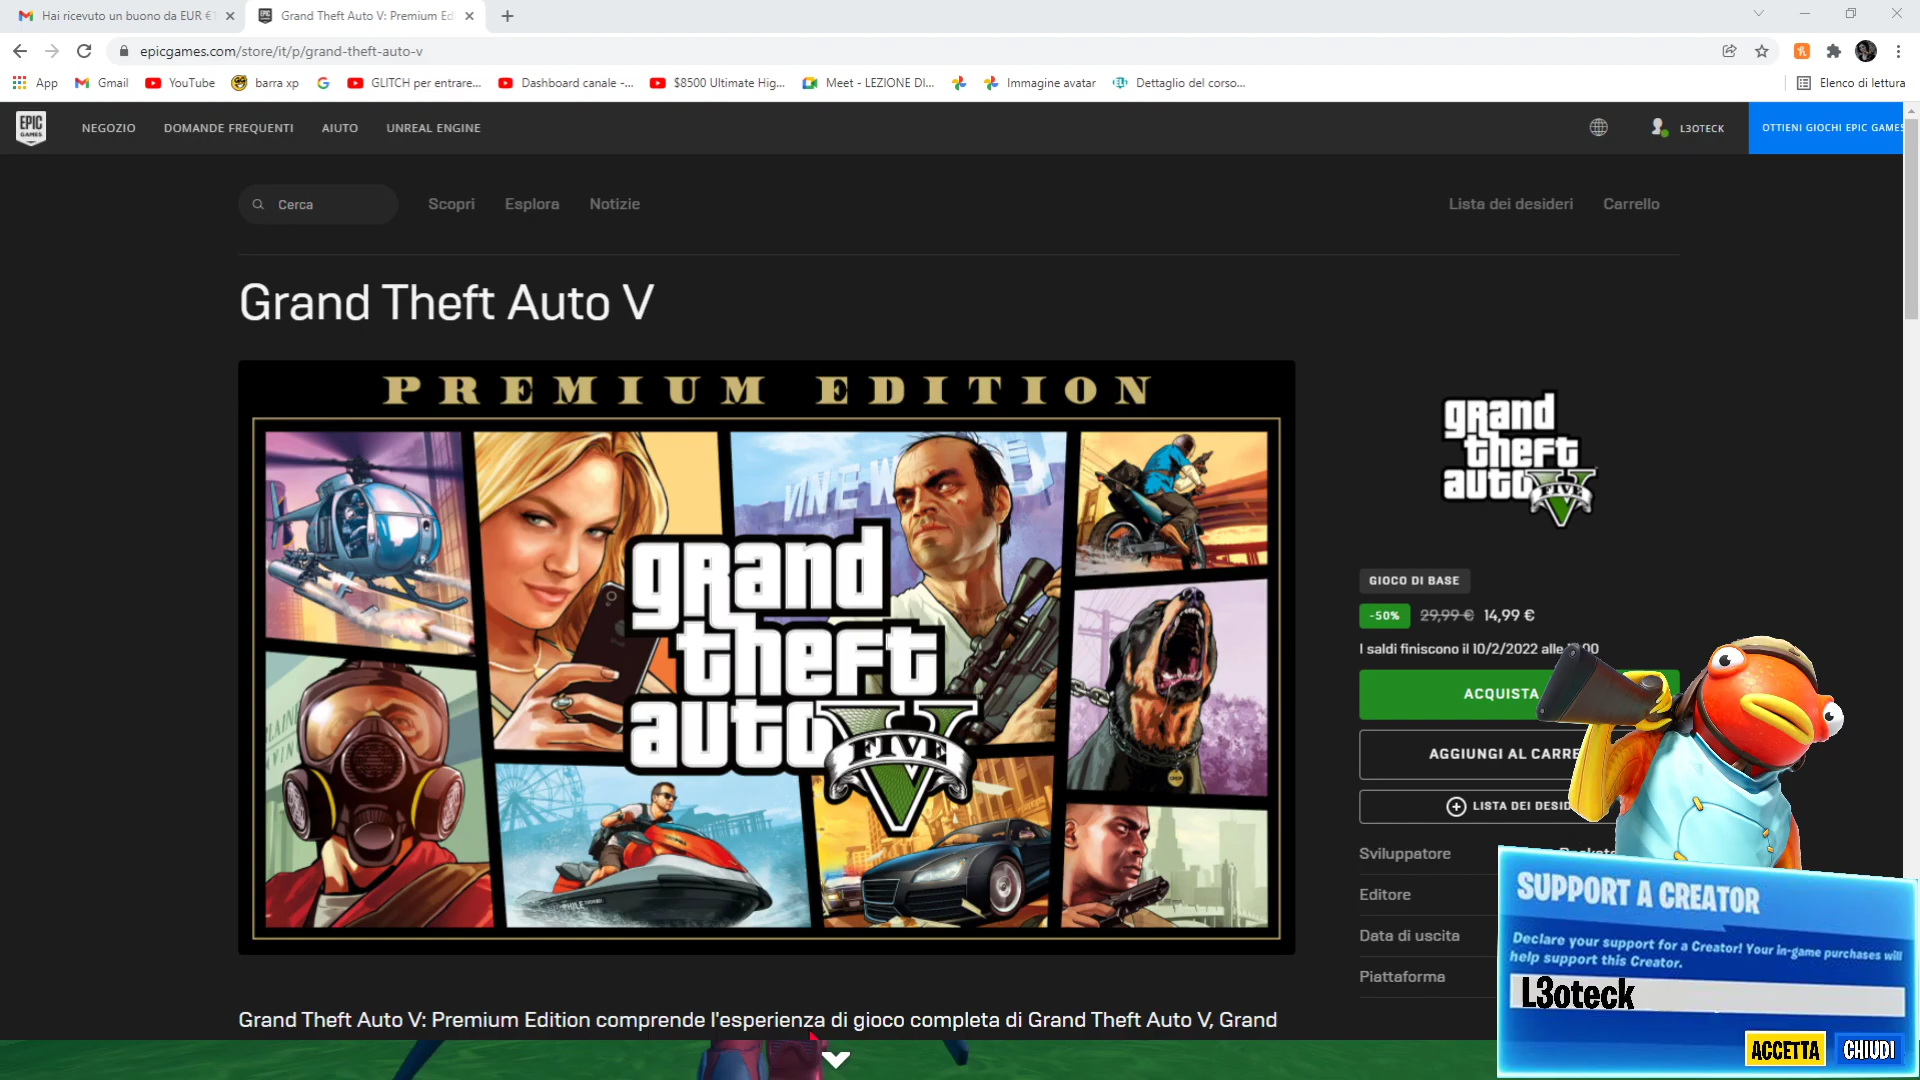 Hai ricevuto un buono da EUR €
Grand Theft Auto V: Premium Ed
epicgames.com/store/it/p/grand-theft-auto-v
App
Gmail
YouTube
barra xp
GLITCH per entrare...
Dashboard canale -...
$8500 Ultimate Hig...
Meet - LEZIONE DI...
Immagine avatar
Dettaglio del corso...
Elenco di lettura
EPIC
GAMES
NEGOZIO
DOMANDE FREQUENTI
AIUTO
UNREAL ENGINE
L3OTECK
OTTIENI GIOCHI EPIC GAMES
Cerca
Scopri
Esplora
Notizie
Lista dei desideri
Carrello
Grand Theft Auto V
PREMIUM EDITION
VINEW
grand
theft
auto
FIVE
grand
theft
auto
FIVE
GIOCO DI BASE
-50% 29,99 € 14,99 €
I saldi finiscono il 10/2/2022 alle
ACQUISTA
AGGIUNGI AL CARRE
LISTA DEI DESID
Sviluppatore
Editore
Data di uscita
Piattaforma
SUPPORT A CREATOR
Declare your support for a Creator! Your in-game purchases will
help support this Creator.
L3oteck
ACCETTA
CHIUDI
Grand Theft Auto V: Premium Edition comprende l'esperienza di gioco completa di Grand Theft Auto V, Grand